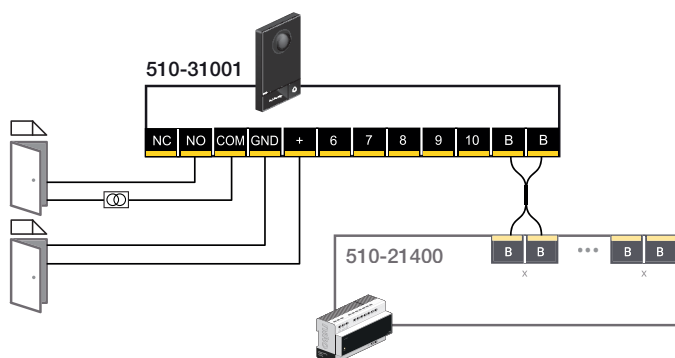 510-31001
NC NO COM GND + 6 7 8 9 10 B B
510-21400
B B ••• B B
x x